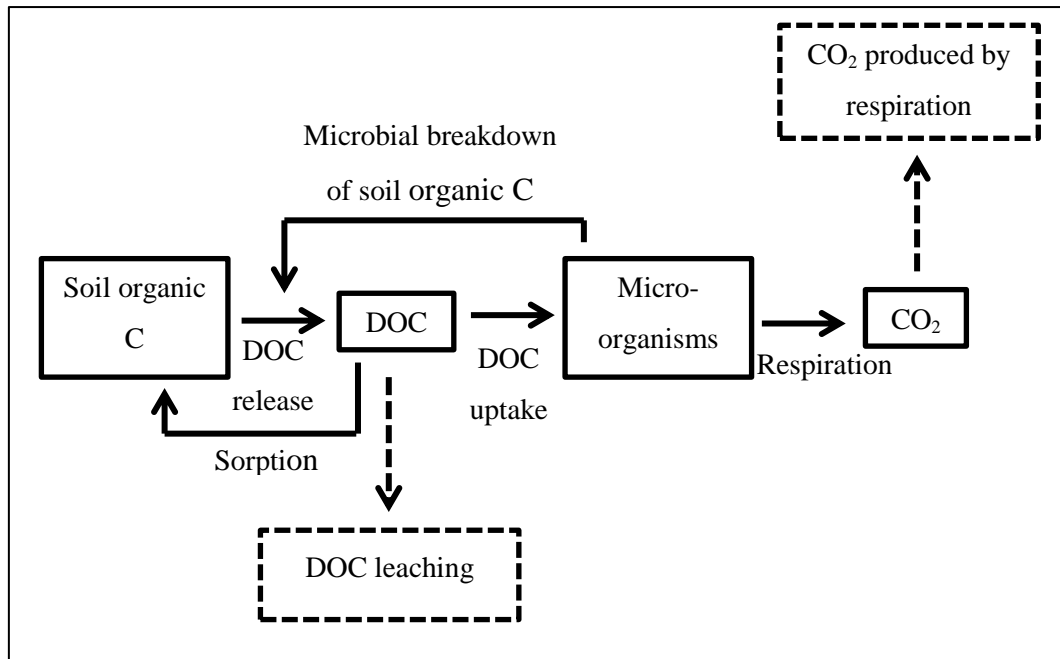 CO₂ produced by
respiration
Microbial breakdown
of soil organic C
Soil organic
C
DOC
release
DOC
DOC
uptake
Micro-
organisms
Respiration
CO₂
Sorption
DOC leaching